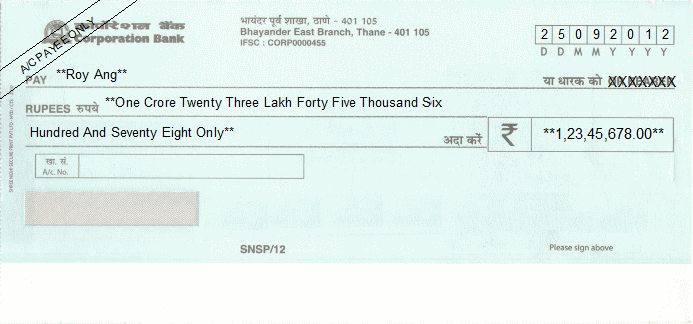 A/C PAYEE ONLY
कॉर्पोरेशन बैंक
Corporation Bank
भायंदर पूर्व शाखा, ठाणे - 401 105
Bhayander East Branch, Thane - 401 105
IFSC : CORP0000455
2 5 0 9 2 0 1 2
D D M M Y Y Y Y
PAY **Roy Ang** या धारक को XXXXXXX
RUPEES रुपये **One Crore Twenty Three Lakh Forty Five Thousand Six
Hundred And Seventy Eight Only** अदा करें ₹ **1,23,45,678.00**
खा. सं.
A/c. No.
SNSP/12
Please sign above